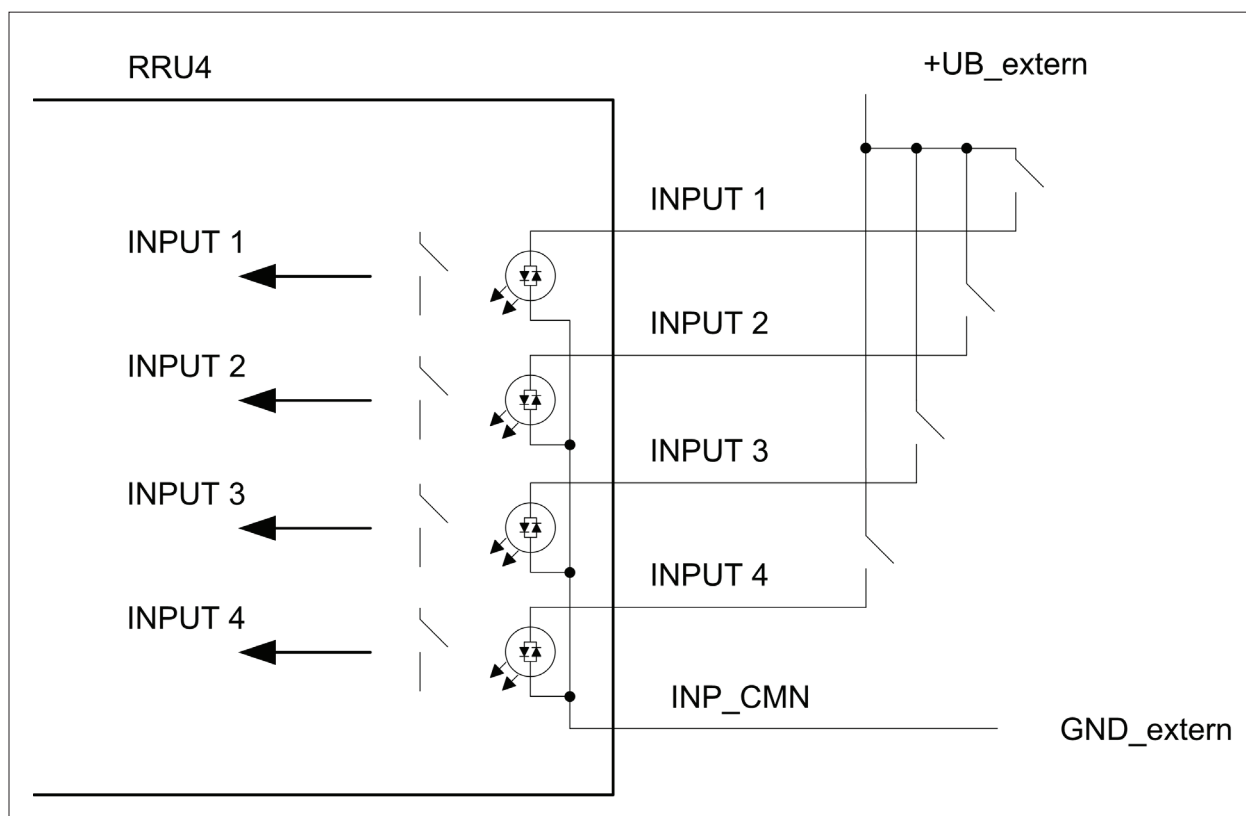 RRU4
+UB_extern
INPUT 1
INPUT 1
INPUT 2
INPUT 2
INPUT 3
INPUT 3
INPUT 4
INPUT 4
INP_CMN
GND_extern